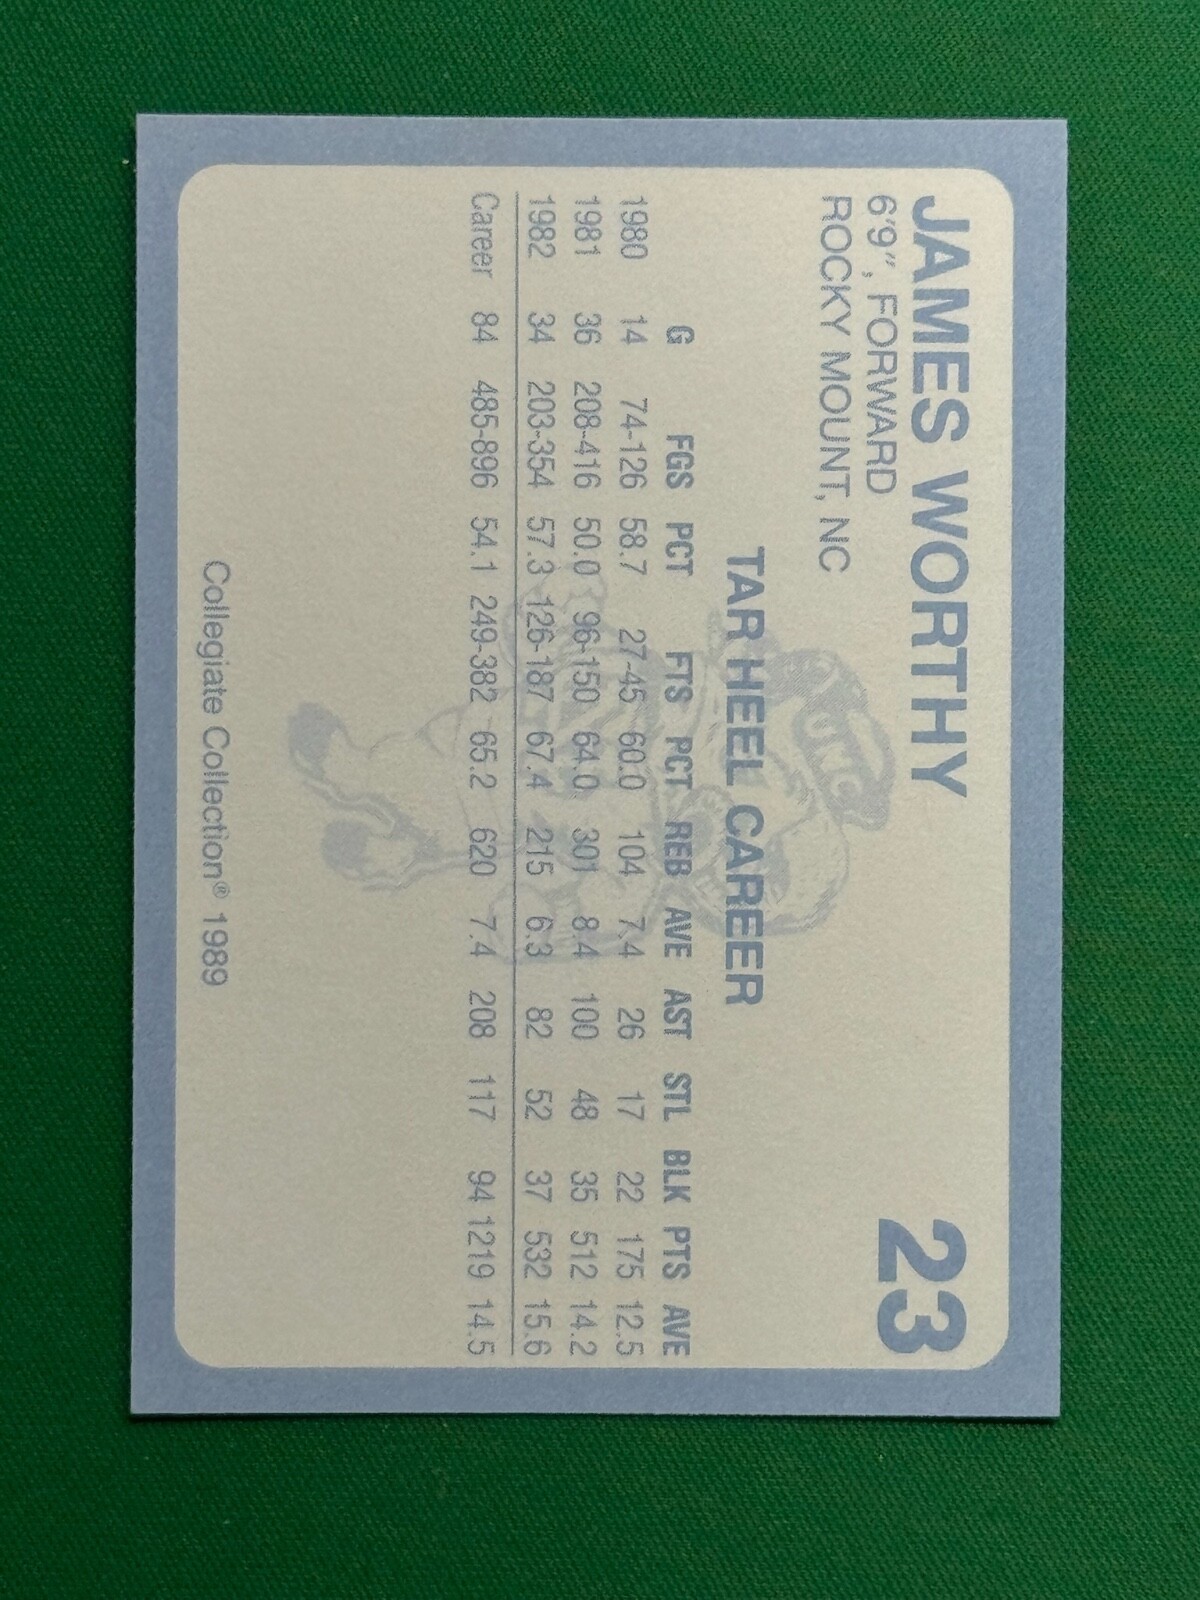 JAMES WORTHY 23
6'9", FORWARD
ROCKY MOUNT, NC
UNC
TAR HEEL CAREER
G FGS PCT FTS PCT REB AVE AST STL BLK PTS AVE
1980 14 74-126 58.7 27-45 60.0 104 7.4 26 17 22 175 12.5
1981 36 208-416 50.0 96-150 64.0 301 8.4 100 48 35 512 14.2
1982 34 203-354 57.3 126-187 67.4 215 6.3 82 52 37 532 15.6
Career 84 485-896 54.1 249-382 65.2 620 7.4 208 117 94 1219 14.5
Collegiate Collection® 1989